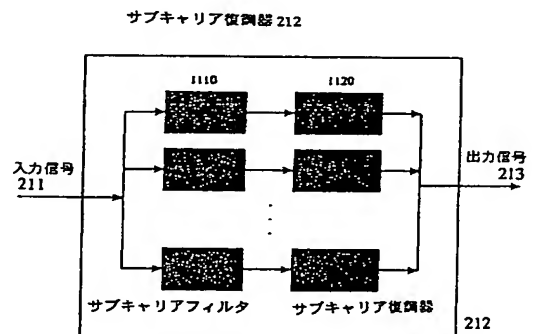 サブキャリア復調器 212
1110
1120
入力信号
211
出力信号
213
サブキャリアフィルタ
サブキャリア復調器
212